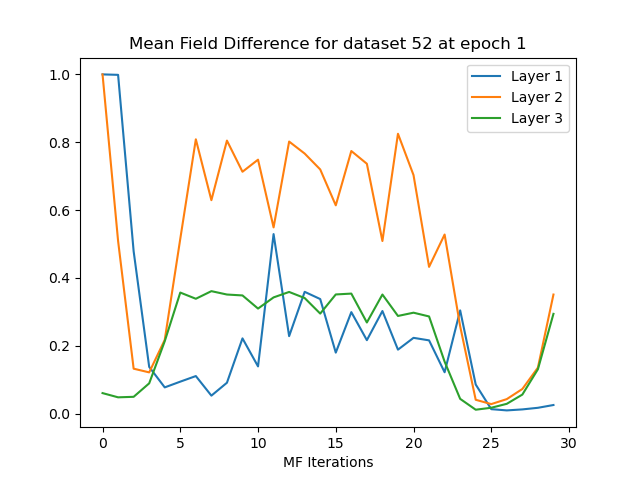 Mean Field Difference for dataset 52 at epoch 1
Layer 1
Layer 2
Layer 3
1.0
0.8
0.6
0.4
0.2
0.0
0 5 10 15 20 25 30
MF Iterations